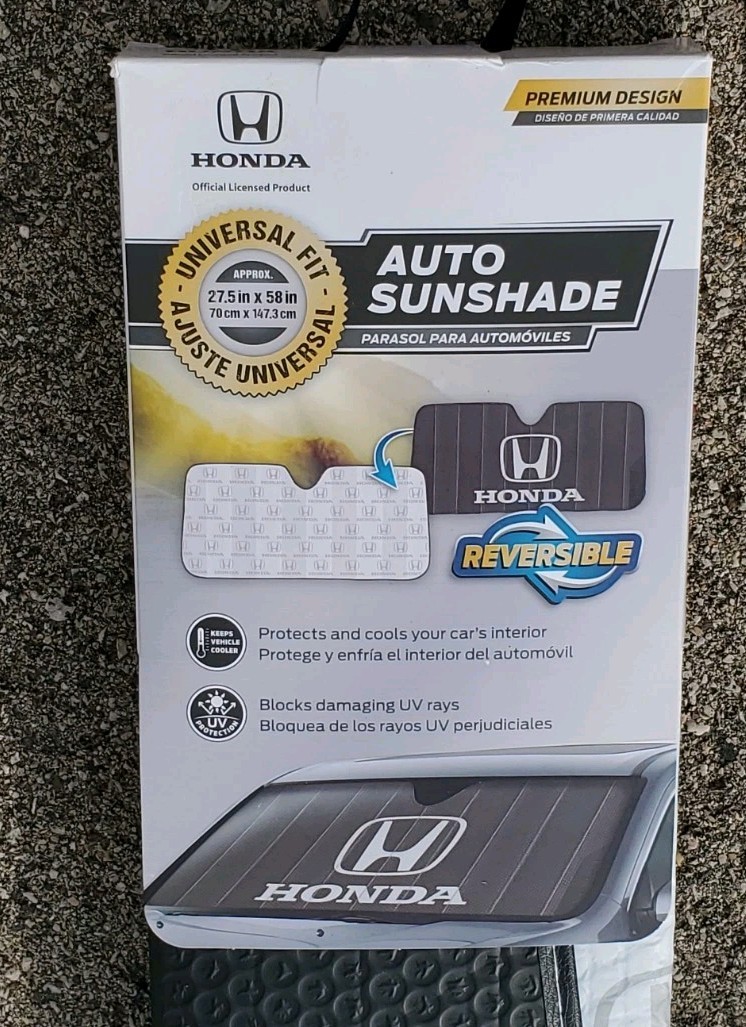 HONDA
Official Licensed Product
PREMIUM DESIGN
DISEÑO DE PRIMERA CALIDAD
UNIVERSAL FIT
APPROX.
27.5 in x 58 in
70 cm x 147.3 cm
AJUSTE UNIVERSAL
AUTO
SUNSHADE
PARASOL PARA AUTOMÓVILES
HONDA
REVERSIBLE
KEEPS
VEHICLE
COOLER
Protects and cools your car's interior
Protege y enfría el interior del automóvil
UV
PROTECTION
Blocks damaging UV rays
Bloquea de los rayos UV perjudiciales
HONDA